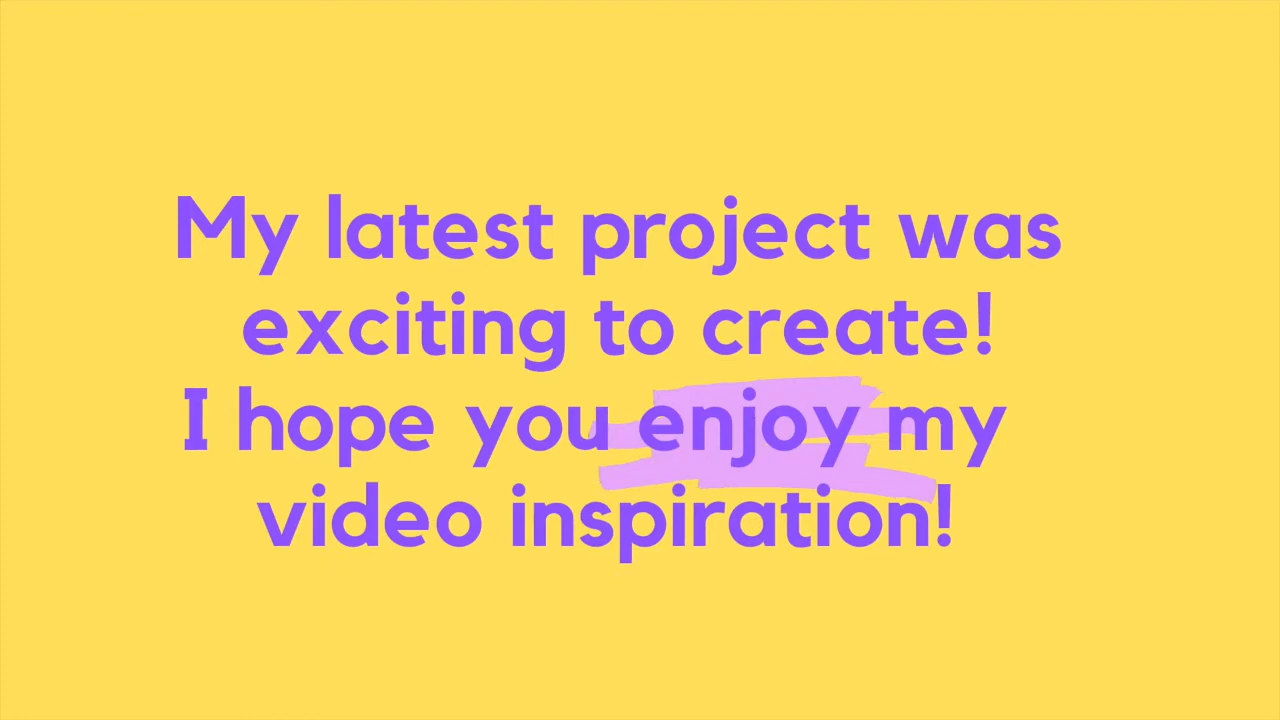 My latest project was
exciting to create!
I hope you enjoy my
video inspiration!